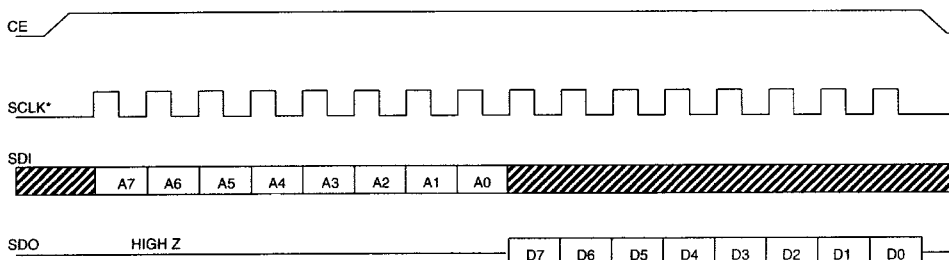 CE
SCLK*
SDI
A7 A6 A5 A4 A3 A2 A1 A0
SDO HIGH Z D7 D6 D5 D4 D3 D2 D1 D0